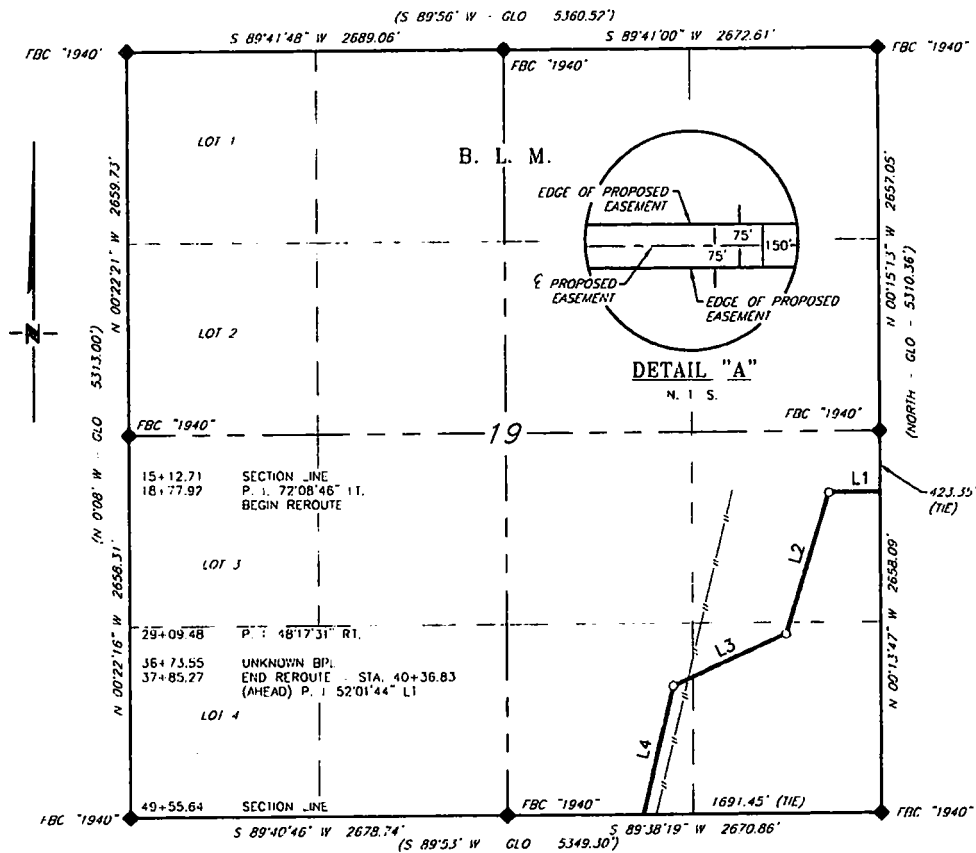 (S 89°56' W - GLO 5360.52')
S 89°41'48" W 2689.06'
S 89°41'00" W 2672.61'
FBC "1940'
FBC "1940"
FBC "1940"
LOT 1
B. L. M.
EDGE OF PROPOSED
EASEMENT
75'
75'
150'
℄ PROPOSED
EASEMENT
EDGE OF PROPOSED
EASEMENT
DETAIL "A"
N. T S.
N 00°22'21" W 2659.73'
N 00°15'13" W 2657.05'
(N 0°08' W - GLO 5313.00')
(NORTH - GLO - 5310.36')
N
LOT 2
FBC "1940"
FBC "1940'
19
15+12.71 SECTION LINE
18+77.92 P. I. 72°08'46" LT.
BEGIN REROUTE
L1
423.35'
(TIE)
L2
LOT 3
29+09.48 P. I 48°17'31" RT.
L3
36+73.55 UNKNOWN BPL
37+85.27 END REROUTE - STA. 40+36.83
(AHEAD) P. I 52°01'44" LT
N 00°22'16" W 2658.31'
N 00°13'47" W 2658.09'
LOT 4
L4
49+55.64 SECTION LINE
FBC "1940"
FBC "1940"
1691.45' (TIE)
FBC "1940"
S 89°40'46" W 2678.74'
S 89°38'19" W 2670.86'
(S 89°53' W GLO 5349.30')